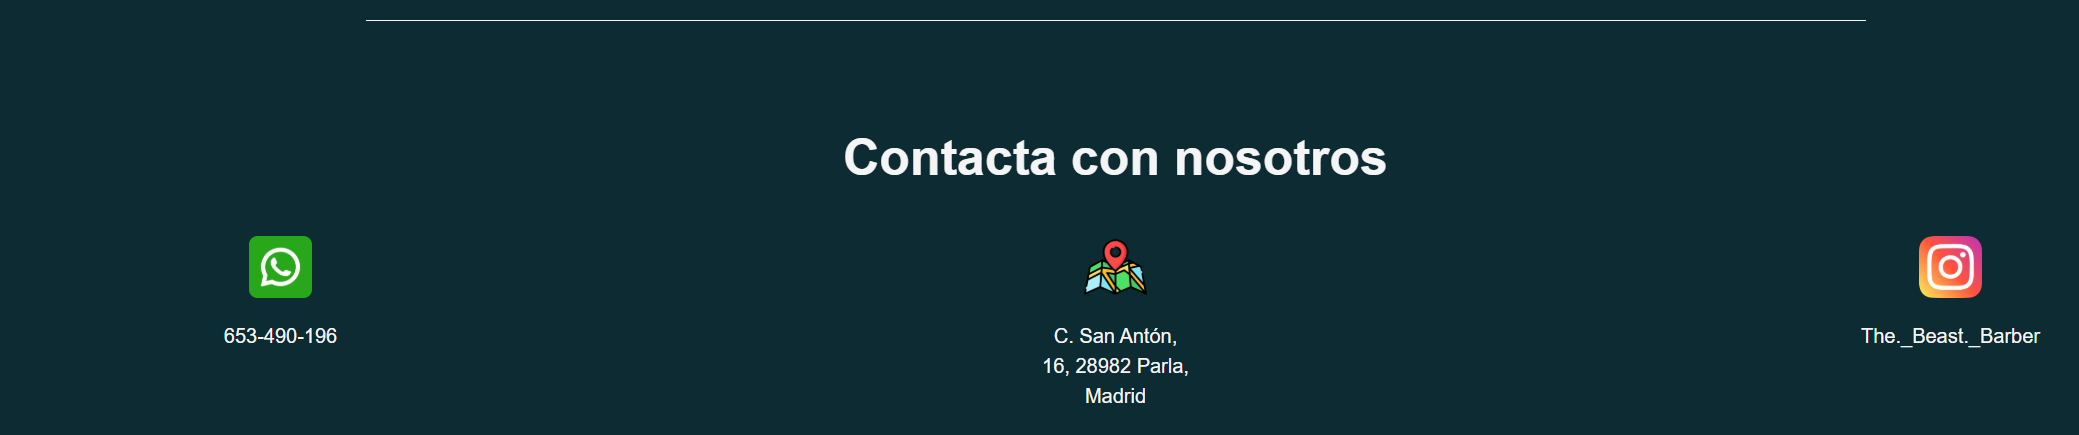 Contacta con nosotros
653-490-196
C. San Antón,
16, 28982 Parla,
Madrid
The._Beast._Barber